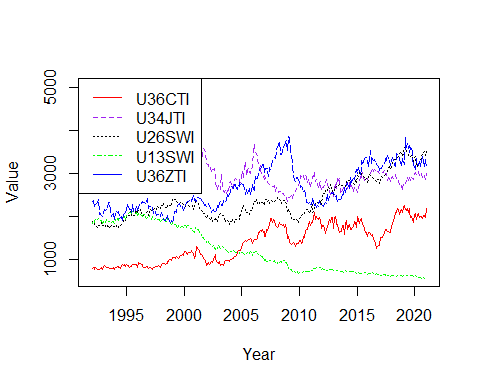 U36CTI
U34JTI
U26SWI
U13SWI
U36ZTI
Value
1000
3000
5000
1995
2000
2005
2010
2015
2020
Year